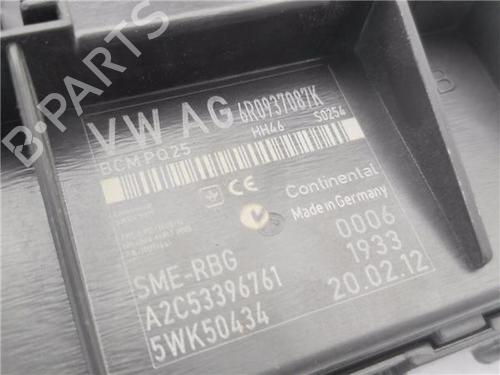 B-PARTS
VW AG 6R0937087K
BCM PQ25 HH46 S0254
CE
Continental
Made in Germany
0006
SME-RBG 1933
A2C53396761 20.02.12
5WK50434
B